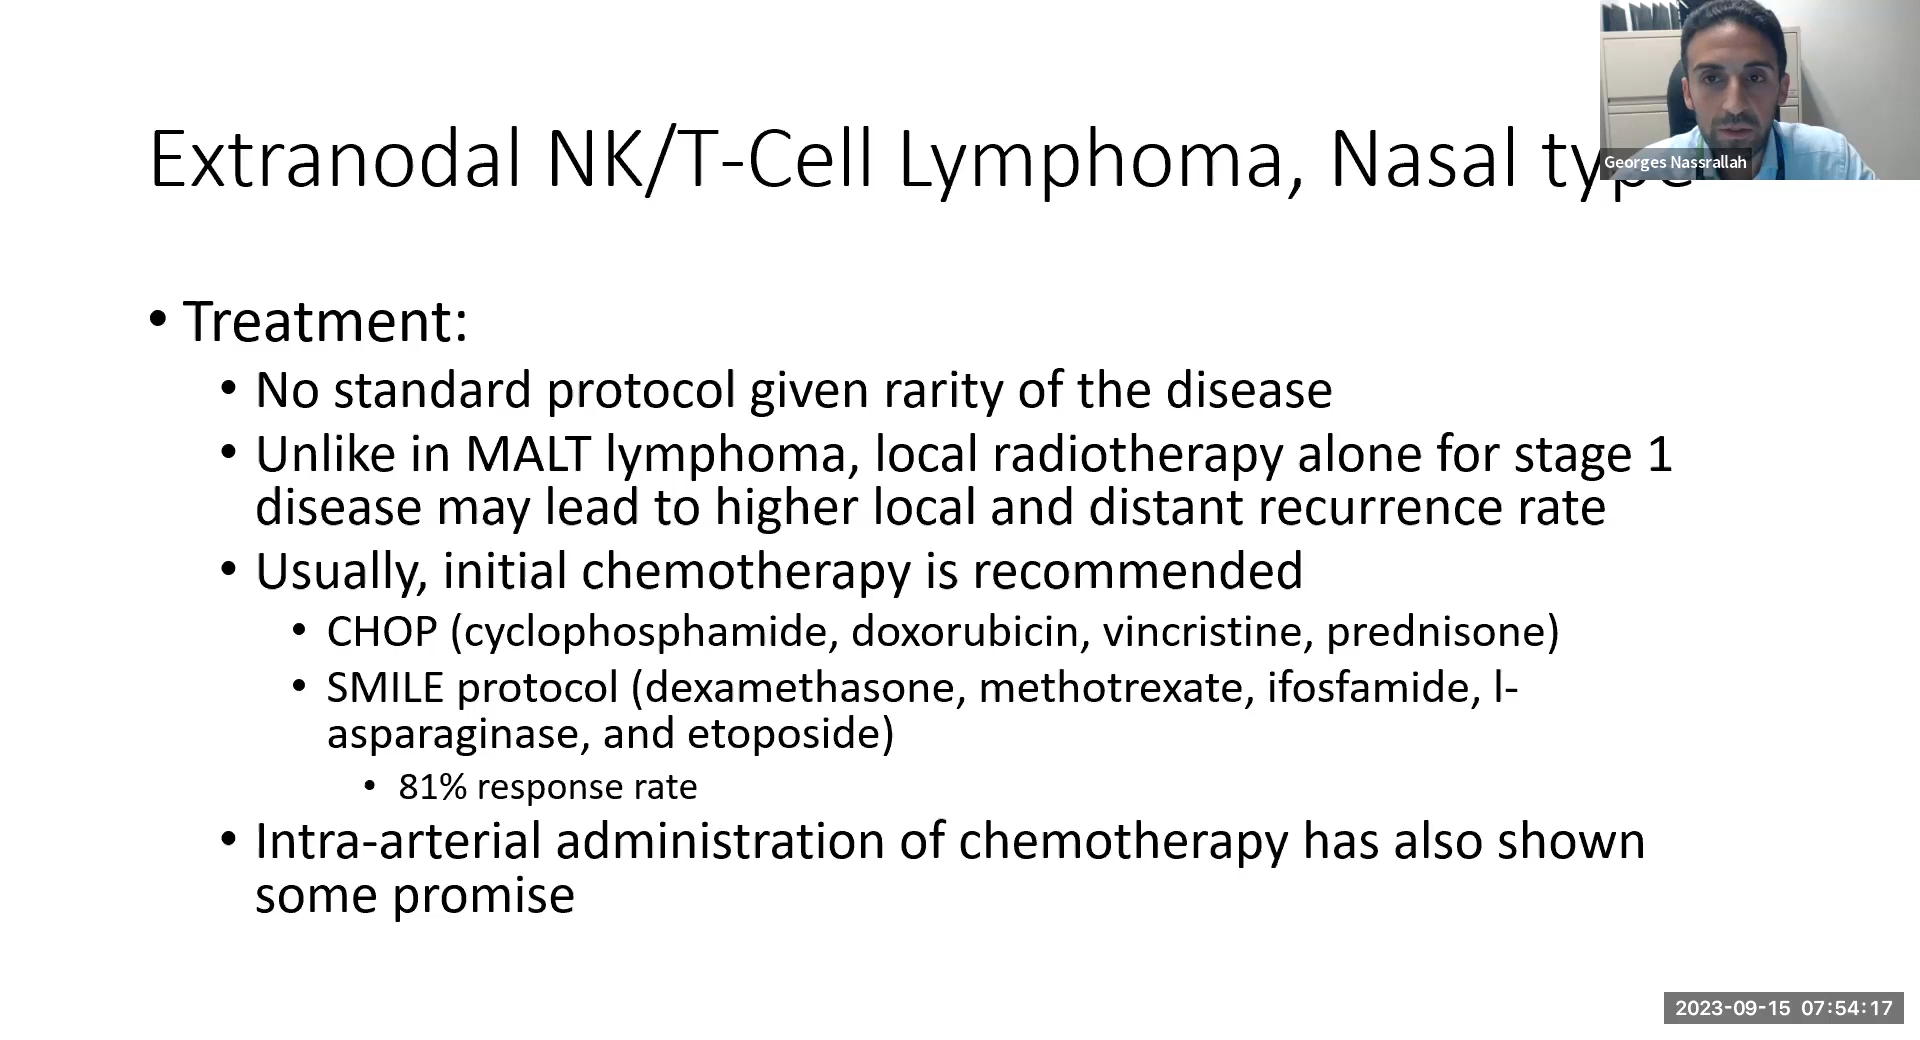 Extranodal NK/T-Cell Lymphoma, Nasal type
Georges Nassrallah
• Treatment:
• No standard protocol given rarity of the disease
• Unlike in MALT lymphoma, local radiotherapy alone for stage 1
disease may lead to higher local and distant recurrence rate
• Usually, initial chemotherapy is recommended
• CHOP (cyclophosphamide, doxorubicin, vincristine, prednisone)
• SMILE protocol (dexamethasone, methotrexate, ifosfamide, l-
asparaginase, and etoposide)
• 81% response rate
• Intra-arterial administration of chemotherapy has also shown
some promise
2023-09-15 07:54:17